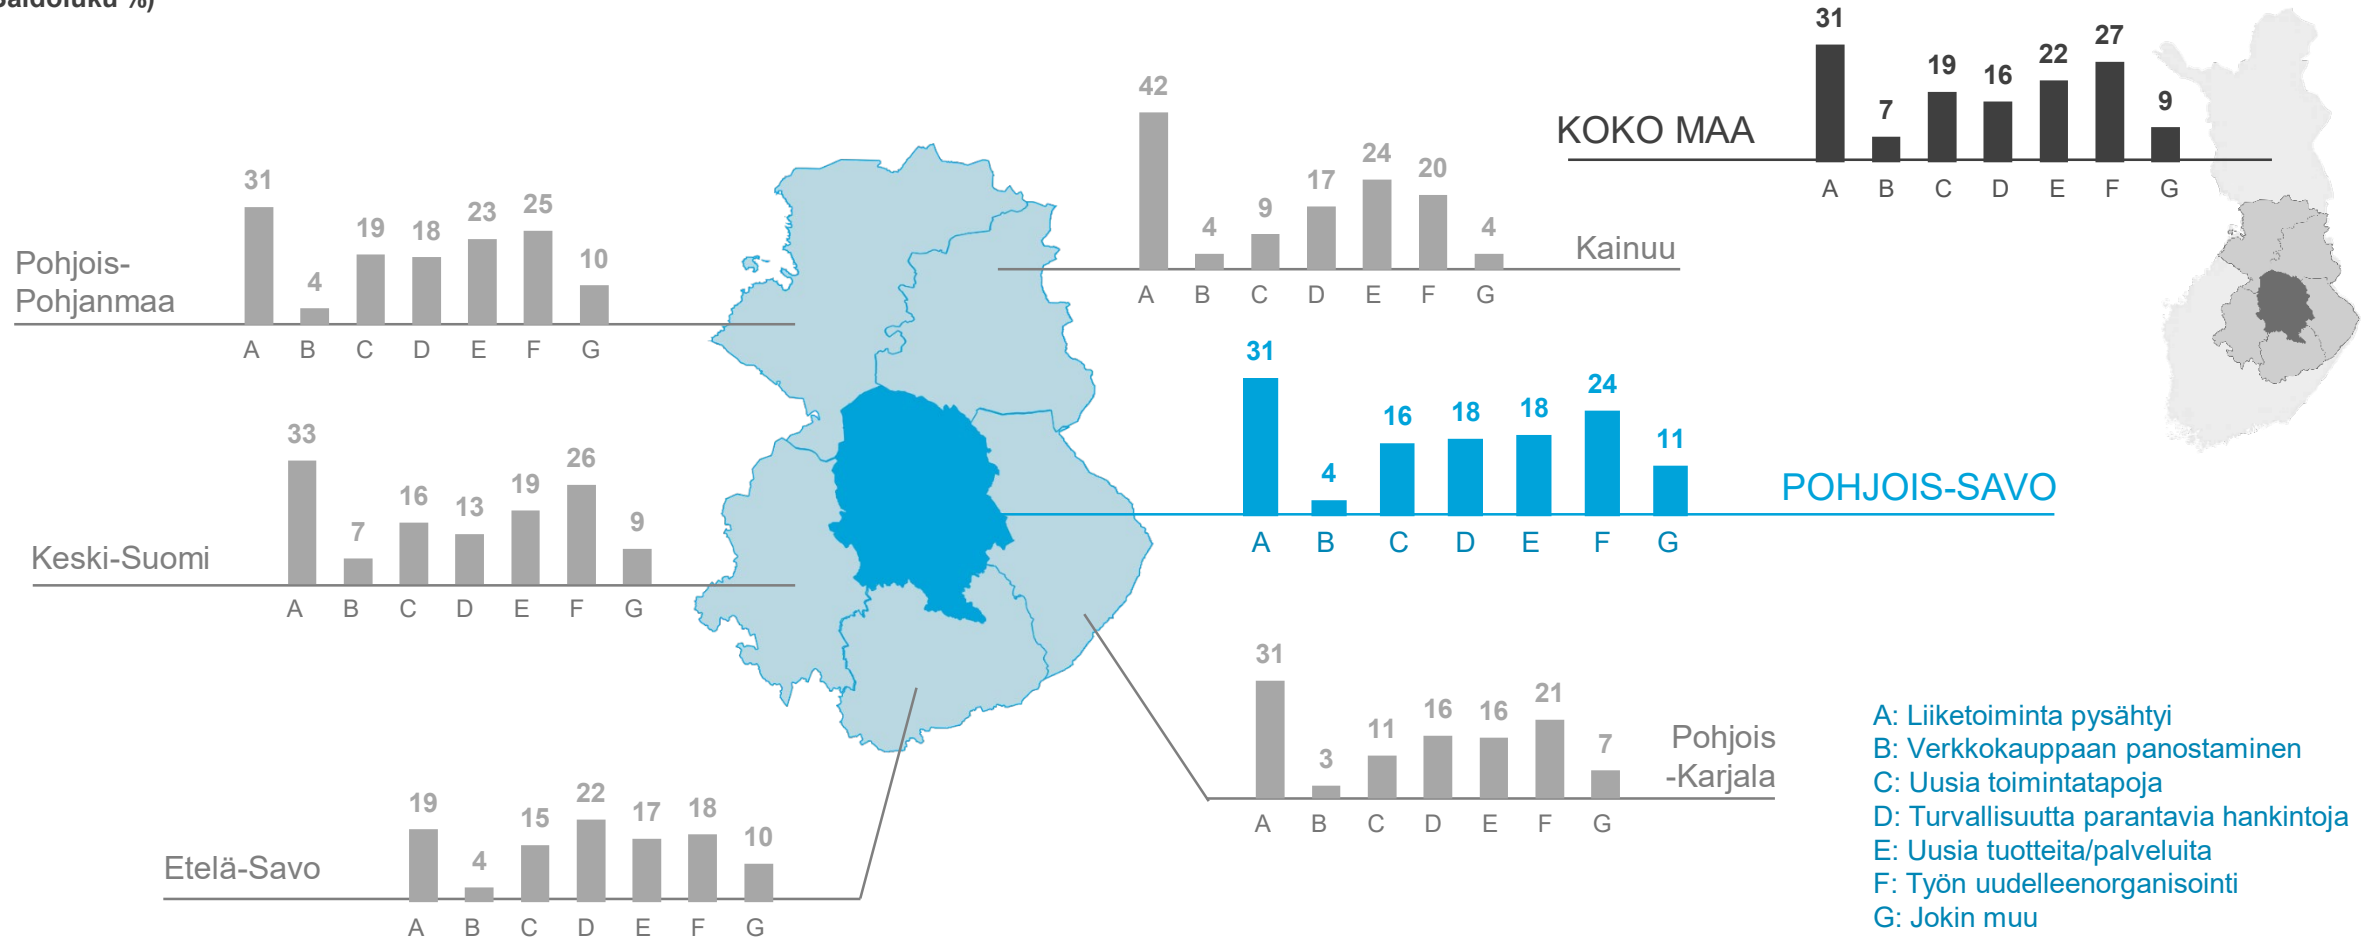 31 7 19 16 22 27 9
KOKO MAA
A B C D E F G
42 4 9 17 24 20 4
Kainuu
A B C D E F G
31 4 19 18 23 25 10
Pohjois-
Pohjanmaa
A B C D E F G
31 4 16 18 18 24 11
POHJOIS-SAVO
A B C D E F G
33 7 16 13 19 26 9
Keski-Suomi
A B C D E F G
31 3 11 16 16 21 7
Pohjois
-Karjala
A B C D E F G
19 4 15 22 17 18 10
Etelä-Savo
A B C D E F G
A: Liiketoiminta pysähtyi
B: Verkkokauppaan panostaminen
C: Uusia toimintatapoja
D: Turvallisuutta parantavia hankintoja
E: Uusia tuotteita/palveluita
F: Työn uudelleenorganisointi
G: Jokin muu